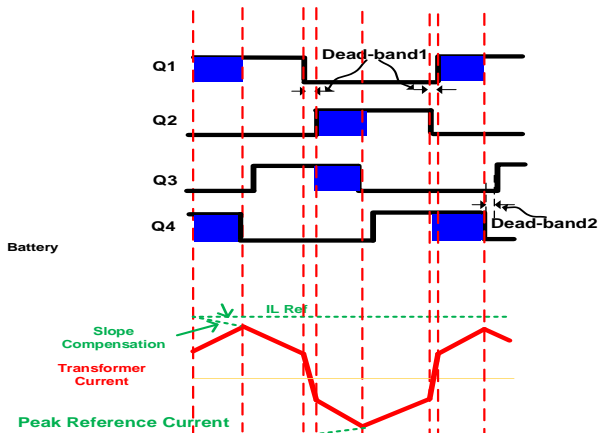 Dead-band1
Q1
Q2
Q3
Q4
Dead-band2
Battery
IL Ref
Slope
Compensation
Transformer
Current
Peak Reference Current